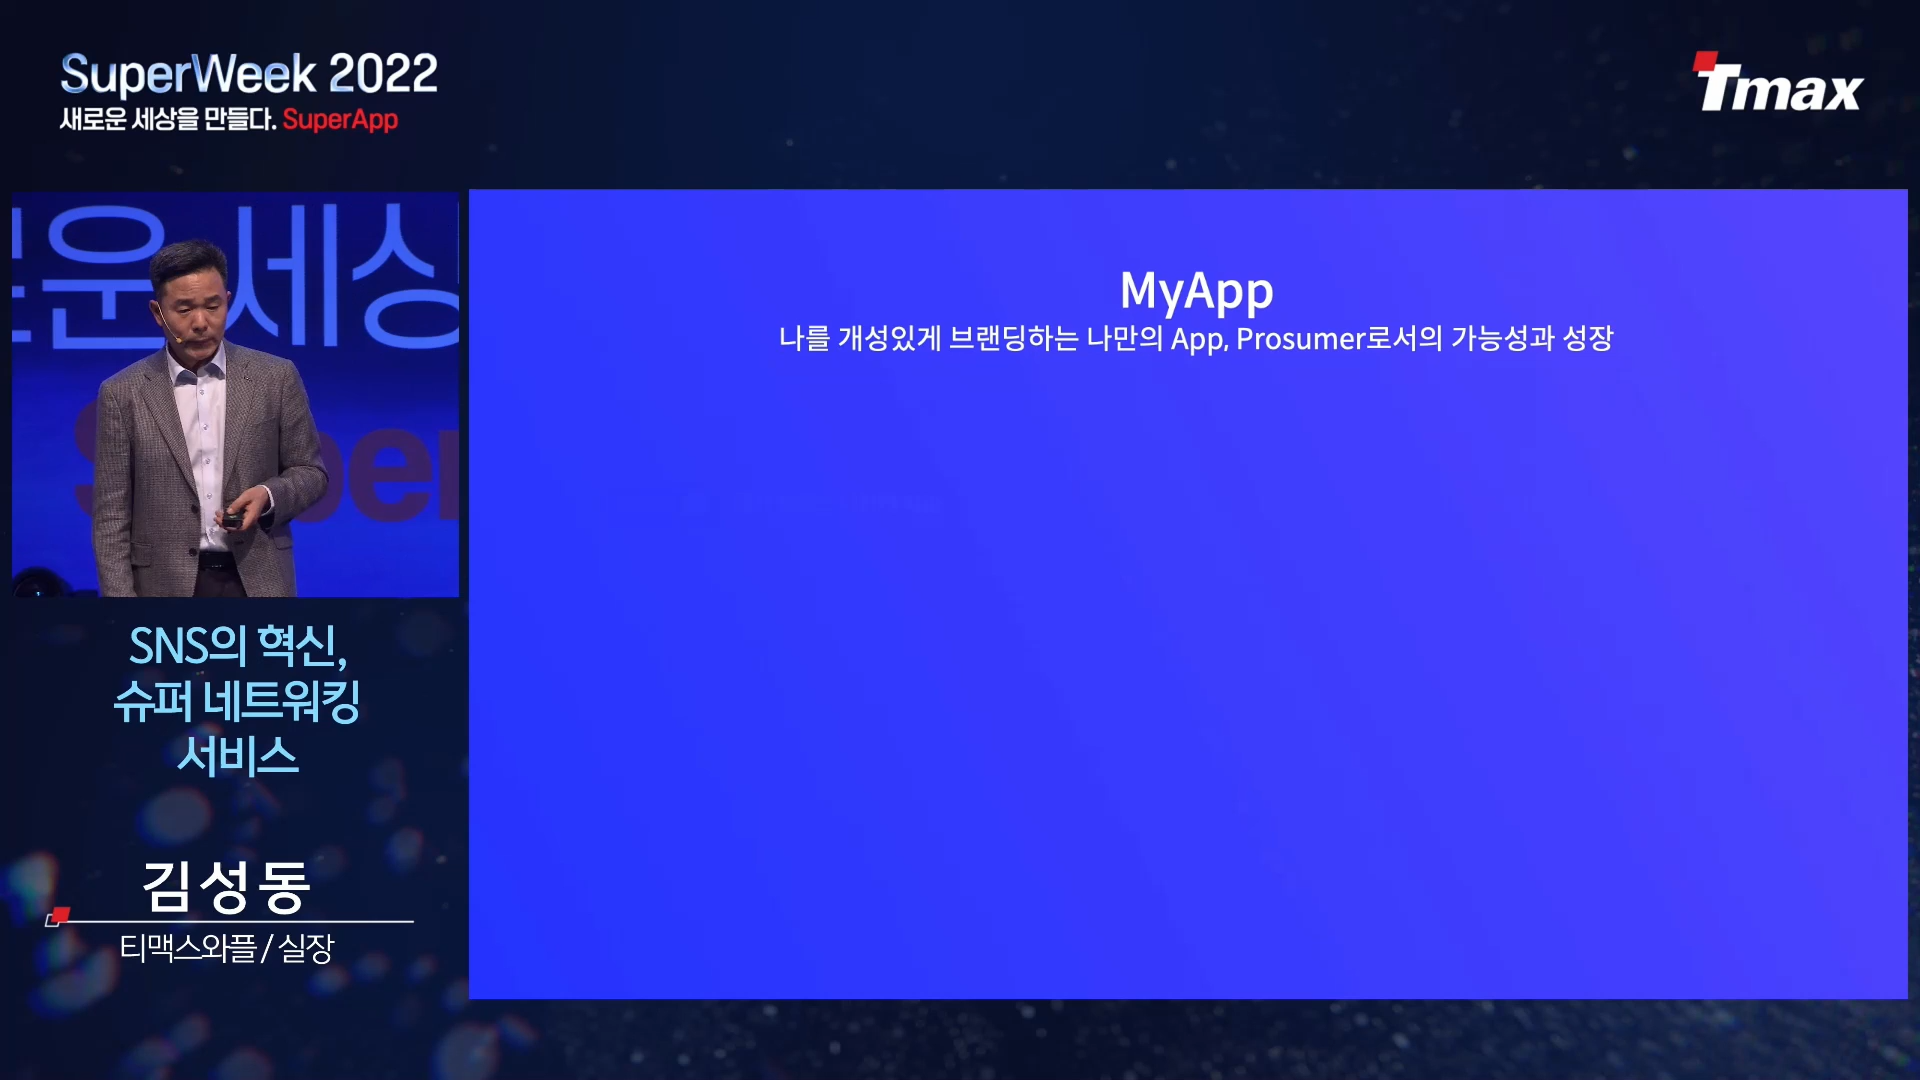 SuperWeek 2022
새로운 세상을 만들다. SuperApp
Tmax
운 세상
MyApp
나를 개성있게 브랜딩하는 나만의 App, Prosumer로서의 가능성과 성장
SNS의 혁신,
슈퍼 네트워킹
서비스
김성동
티맥스와플 / 실장